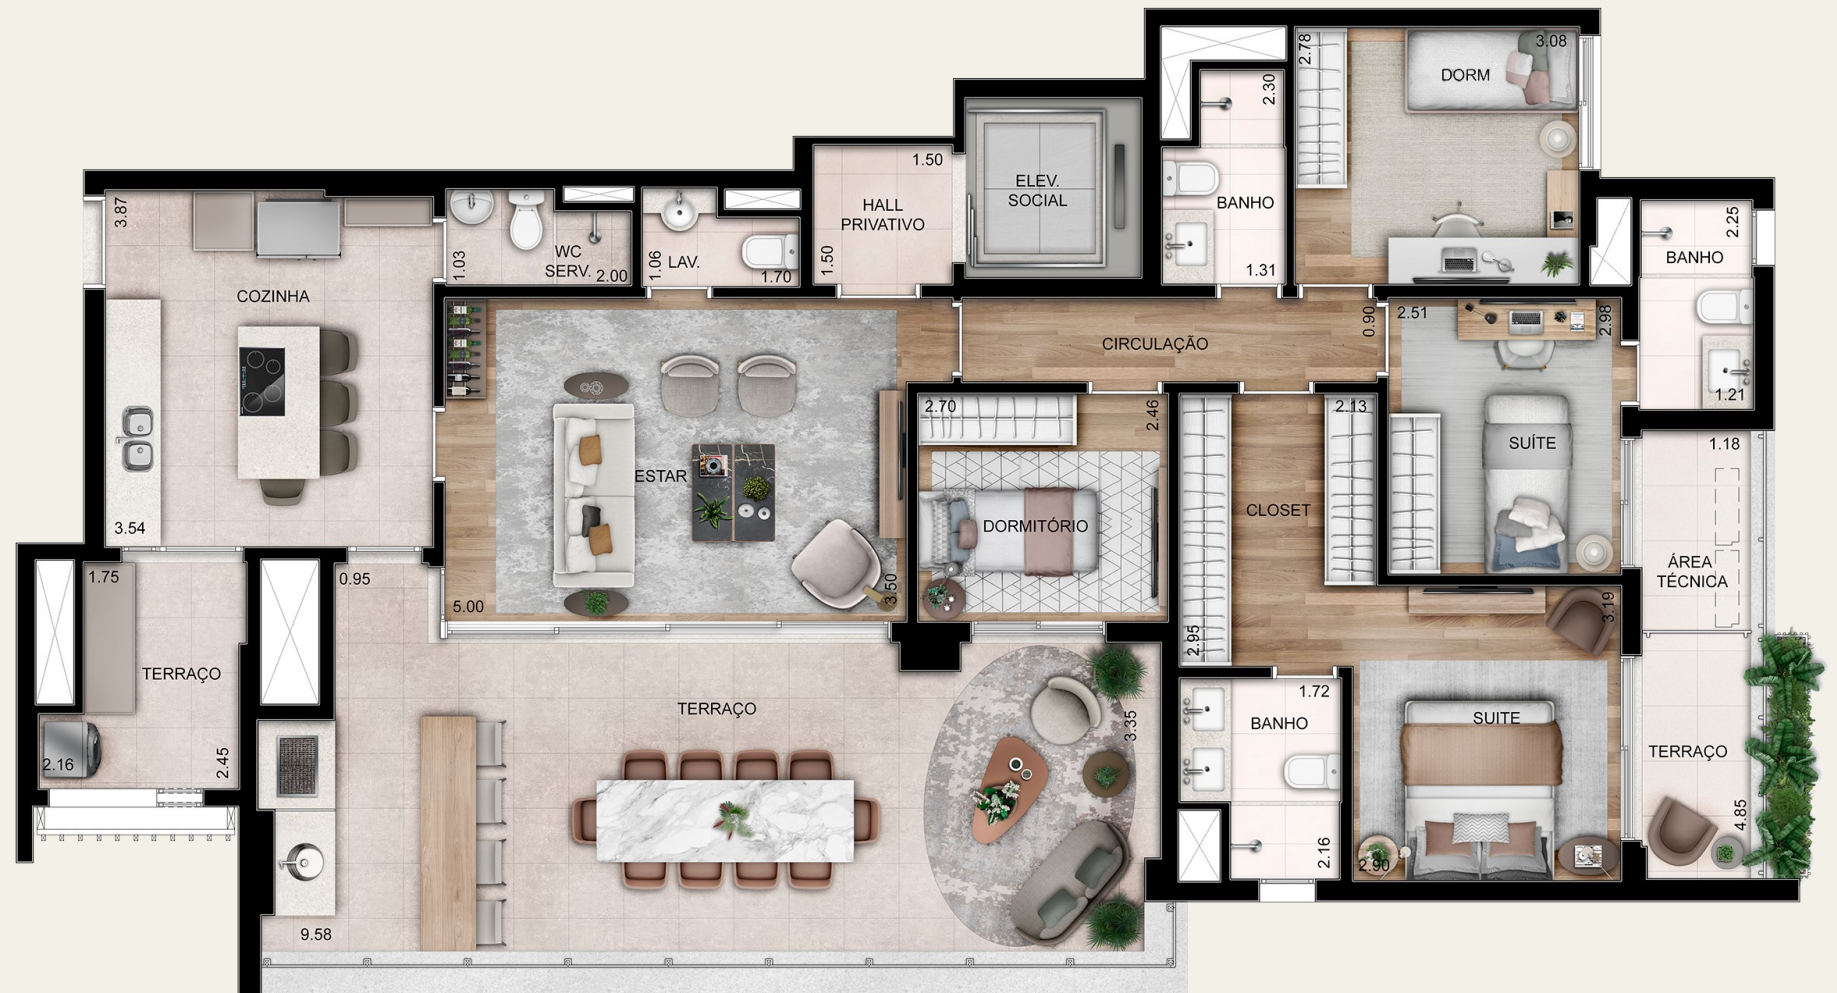 3.08
2.78
DORM
2.30
BANHO
1.31
1.50
HALL
PRIVATIVO
1.50
ELEV.
SOCIAL
3.87
COZINHA
3.54
1.03
WC
SERV.
2.00
1.06
LAV.
1.70
2.25
BANHO
1.21
CIRCULAÇÃO
0.90
2.51
2.98
SUÍTE
2.70
2.46
DORMITÓRIO
2.13
CLOSET
2.95
ESTAR
5.00
3.50
1.18
ÁREA
TÉCNICA
1.75
TERRAÇO
2.16
2.45
0.95
TERRAÇO
3.35
9.58
1.72
BANHO
2.16
3.19
SUITE
2.90
TERRAÇO
4.85